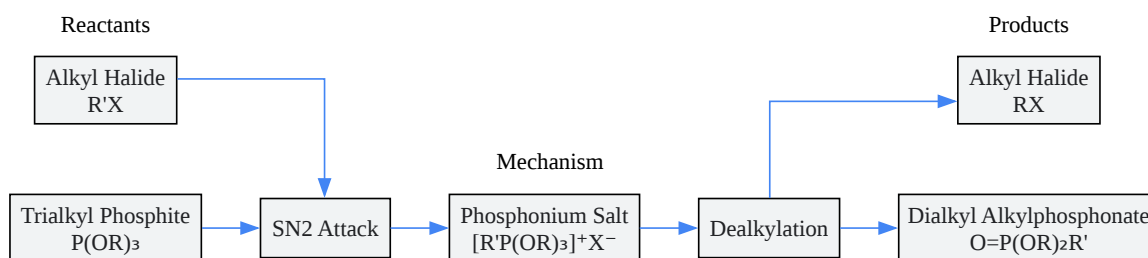 Reactants
Products
Alkyl Halide
R'X
Alkyl Halide
RX
Mechanism
Trialkyl Phosphite
P(OR)₃
SN2 Attack
Phosphonium Salt
[R'P(OR)₃]⁺X⁻
Dealkylation
Dialkyl Alkylphosphonate
O=P(OR)₂R'